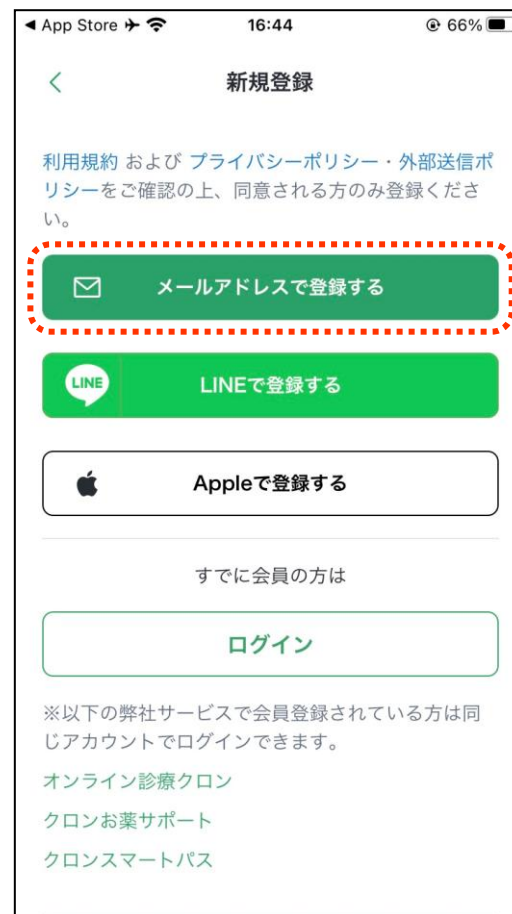 ◀ App Store 16:44 66%
新規登録
利用規約 および プライバシーポリシー・外部送信ポ
リシーをご確認の上、同意される方のみ登録くださ
い。
メールアドレスで登録する
LINE LINEで登録する
Appleで登録する
すでに会員の方は
ログイン
※以下の弊社サービスで会員登録されている方は同
じアカウントでログインできます。
オンライン診療クロン
クロンお薬サポート
クロンスマートパス